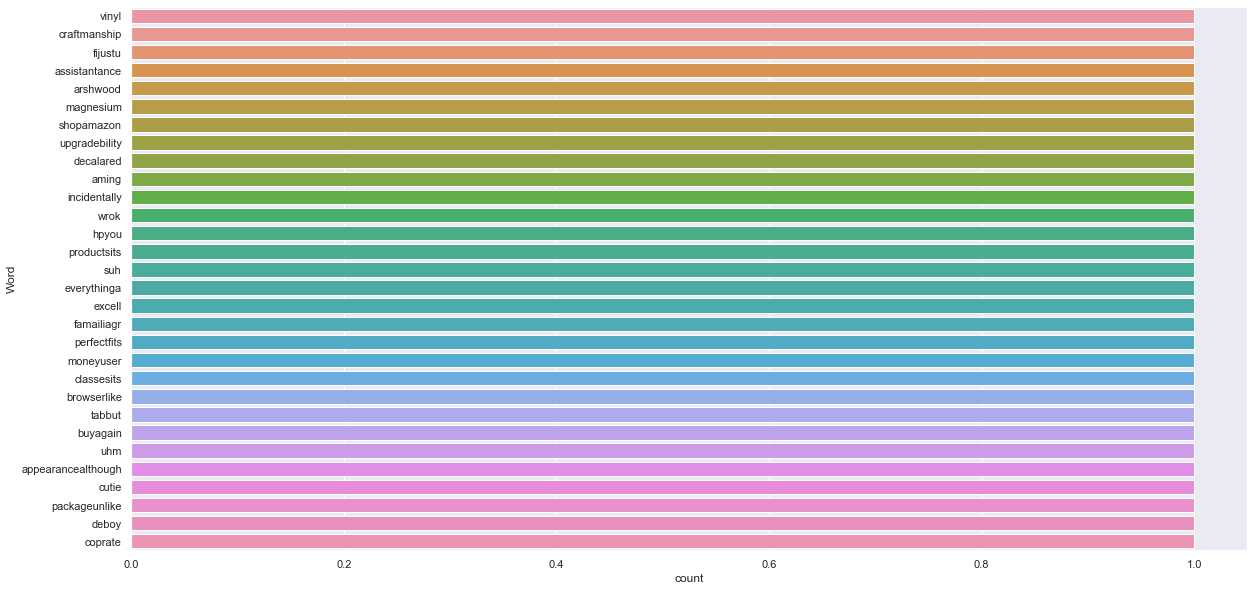 vinyl
craftmanship
fijustu
assistantance
arshwood
magnesium
shopamazon
upgradebility
decalared
aming
incidentally
wrok
hpyou
productsits
suh
everythinga
excell
famailiagr
perfectfits
moneyuser
classesits
browserlike
tabbut
buyagain
uhm
appearancealthough
cutie
packageunlike
deboy
coprate
Word
0.0 0.2 0.4 0.6 0.8 1.0
count